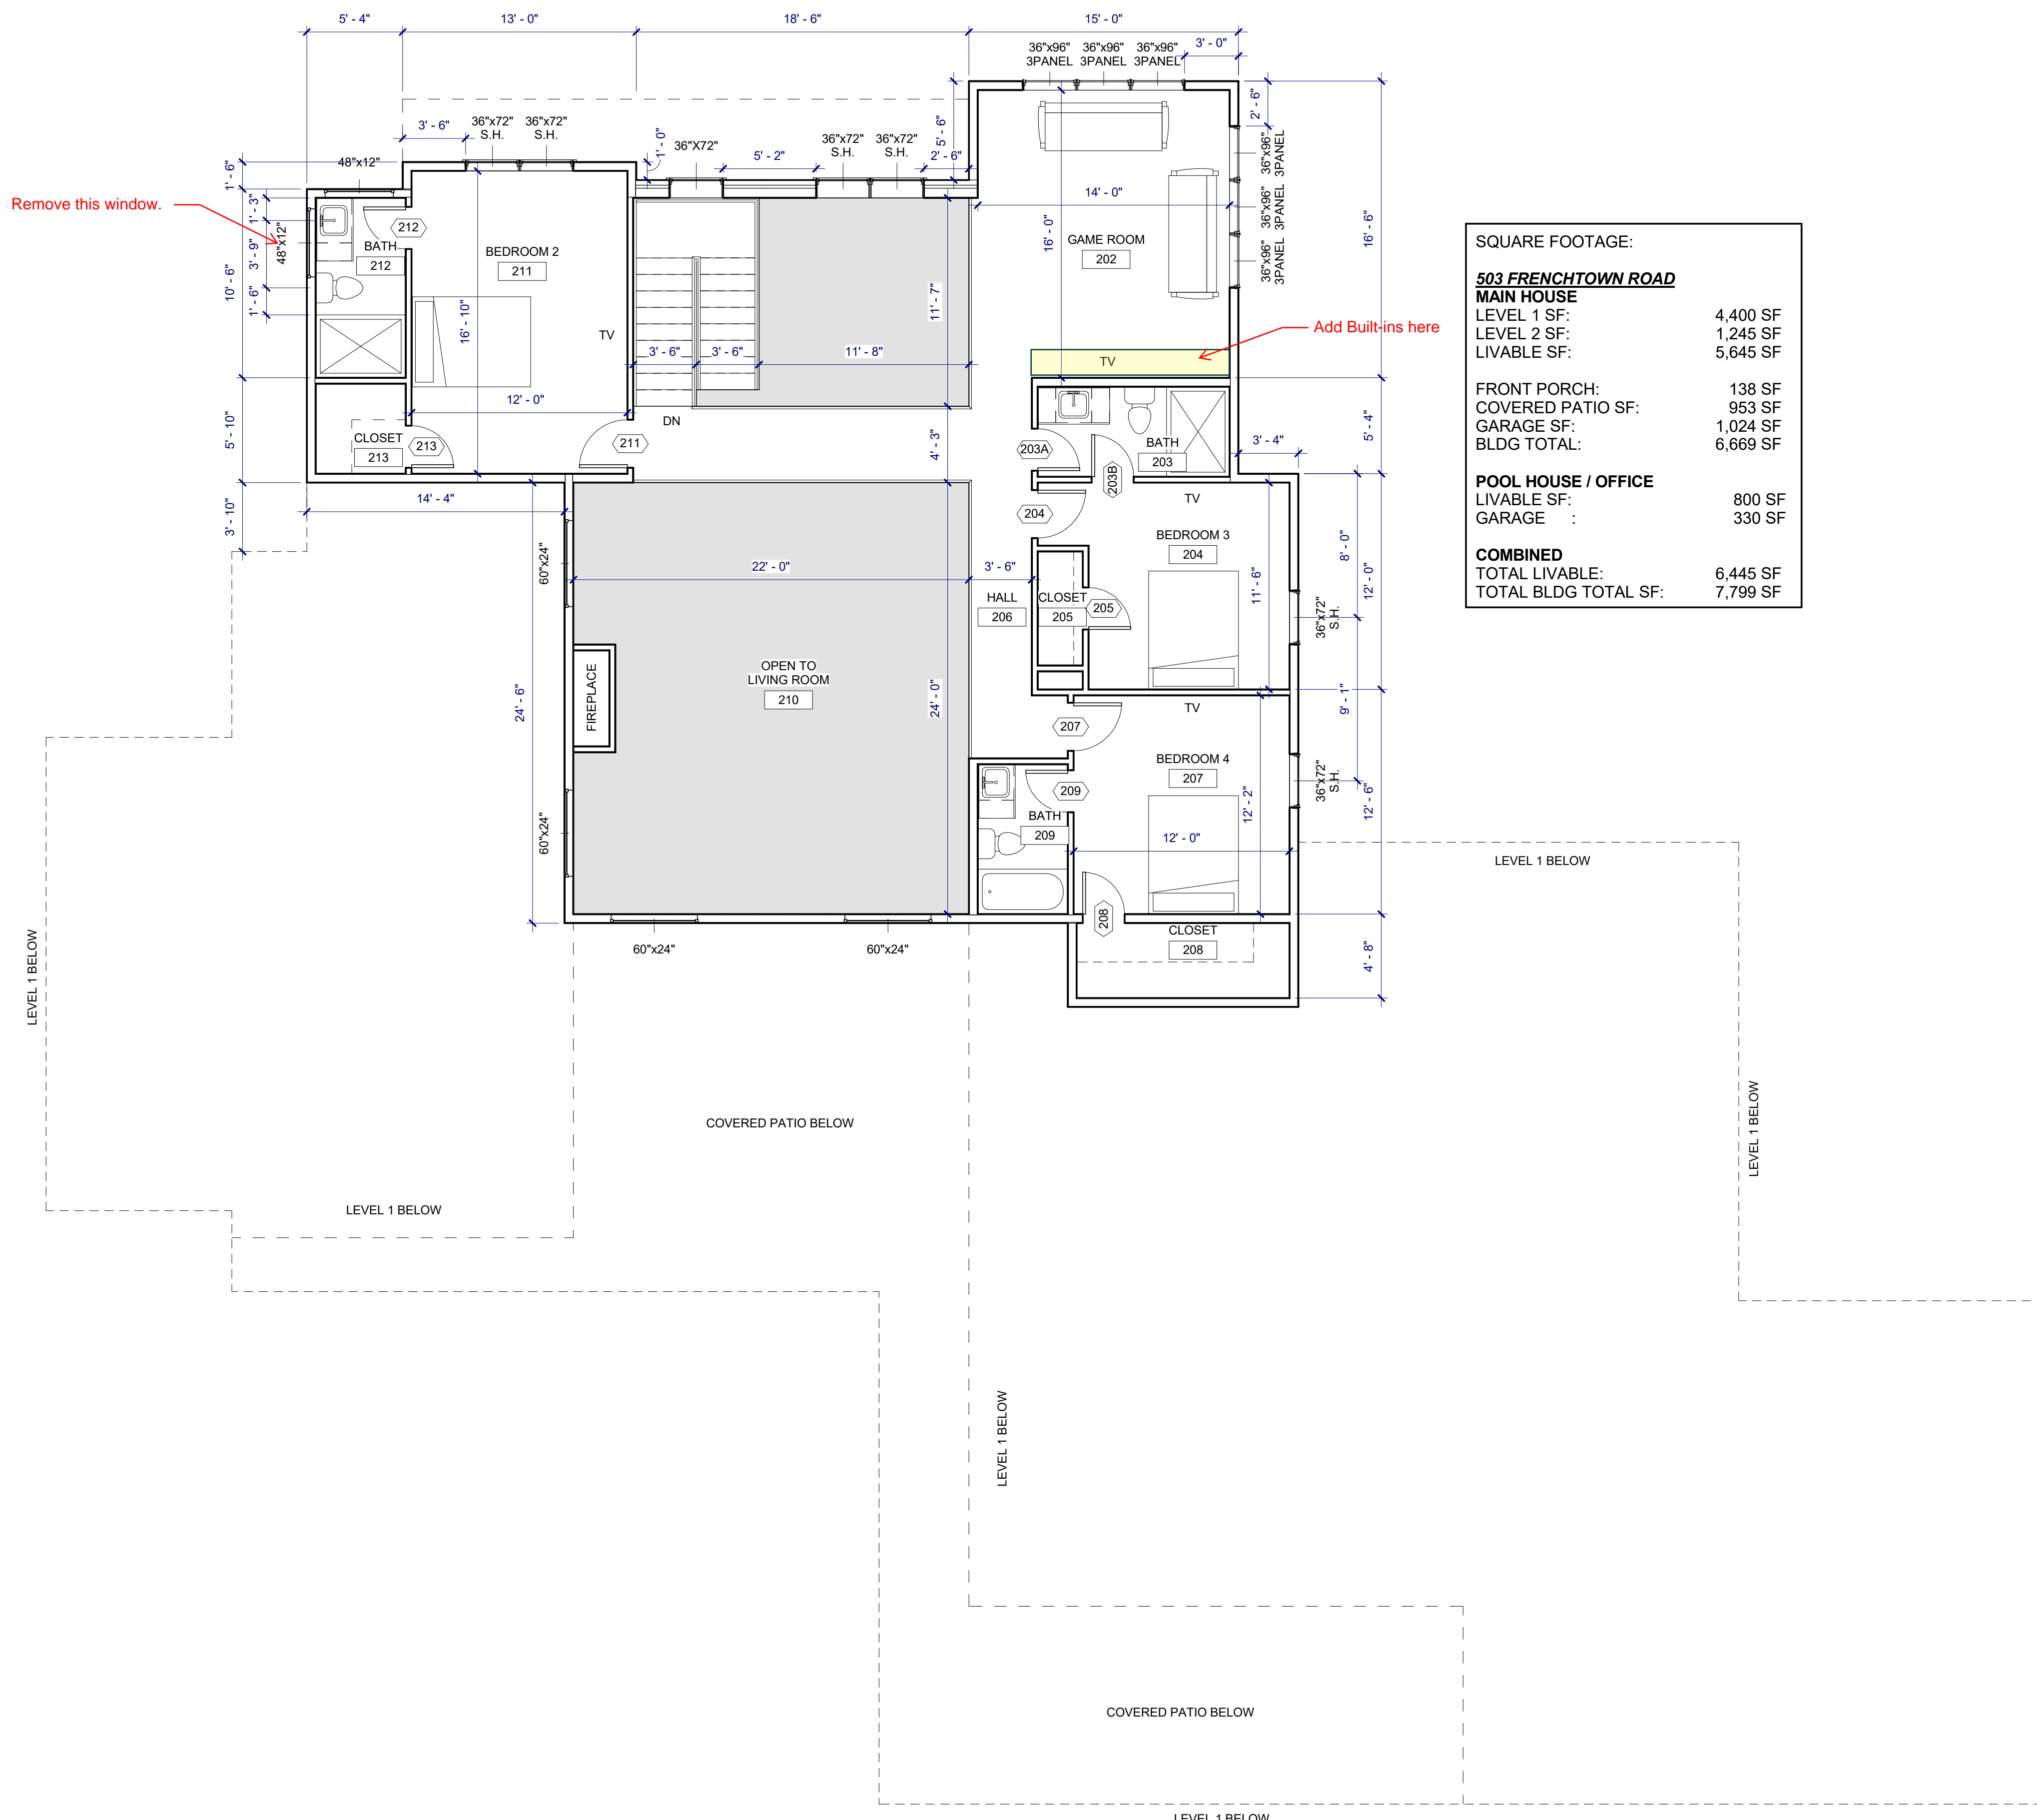 5' - 4"
13' - 0"
18' - 6"
15' - 0"
36"x96"
3PANEL
36"x96"
3PANEL
36"x96"
3PANEL
3' - 0"
2' - 6"
5' - 6"
1' - 0"
3' - 6"
36"x72"
S.H.
36"x72"
S.H.
36"X72"
5' - 2"
36"x72"
S.H.
36"x72"
S.H.
2' - 6"
36"x96"
3PANEL
36"x96"
3PANEL
36"x96"
3PANEL
16' - 6"
48"x12"
1' - 6"
Remove this window.
1' - 3"
48"x12"
3' - 9"
10' - 6"
1' - 6"
212
BATH
212
BEDROOM 2
211
16' - 10"
TV
12' - 0"
3' - 6"
3' - 6"
11' - 8"
11' - 7"
14' - 0"
16' - 0"
GAME ROOM
202
TV
Add Built-ins here
DN
211
CLOSET
213
213
5' - 10"
14' - 4"
3' - 10"
4' - 3"
203A
203B
BATH
203
5' - 4"
3' - 4"
TV
204
BEDROOM 3
204
8' - 0"
12' - 0"
11' - 6"
36"x72"
S.H.
60"x24"
22' - 0"
3' - 6"
HALL
206
CLOSET
205
205
FIREPLACE
OPEN TO
LIVING ROOM
210
24' - 6"
24' - 0"
9' - 1"
TV
207
BEDROOM 4
207
36"x72"
S.H.
12' - 6"
12' - 2"
209
BATH
209
12' - 0"
60"x24"
208
CLOSET
208
4' - 8"
60"x24"
60"x24"
SQUARE FOOTAGE:
503 FRENCHTOWN ROAD
MAIN HOUSE
LEVEL 1 SF: 4,400 SF
LEVEL 2 SF: 1,245 SF
LIVABLE SF: 5,645 SF
FRONT PORCH: 138 SF
COVERED PATIO SF: 953 SF
GARAGE SF: 1,024 SF
BLDG TOTAL: 6,669 SF
POOL HOUSE / OFFICE
LIVABLE SF: 800 SF
GARAGE : 330 SF
COMBINED
TOTAL LIVABLE: 6,445 SF
TOTAL BLDG TOTAL SF: 7,799 SF
LEVEL 1 BELOW
LEVEL 1 BELOW
COVERED PATIO BELOW
LEVEL 1 BELOW
LEVEL 1 BELOW
LEVEL 1 BELOW
COVERED PATIO BELOW
LEVEL 1 BELOW